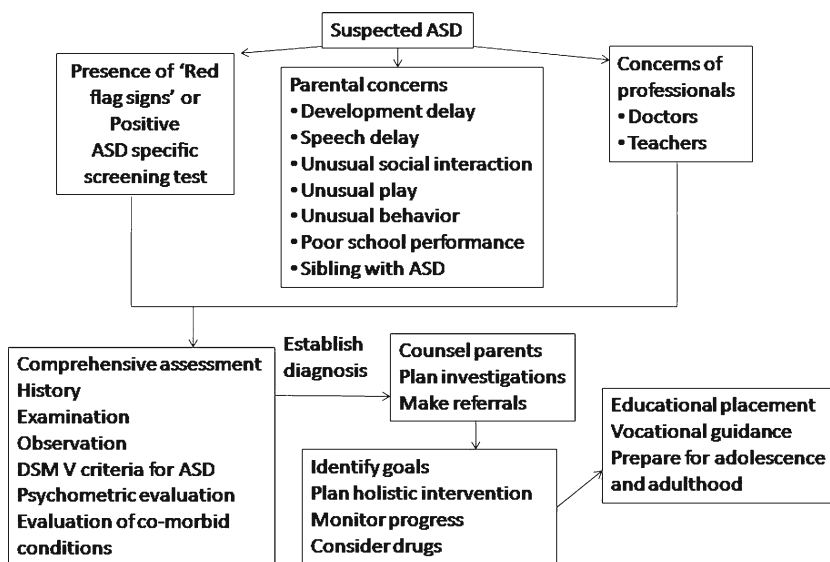 Suspected ASD
Presence of ‘Red
flag signs’ or
Positive
ASD specific
screening test
Parental concerns
• Development delay
• Speech delay
• Unusual social interaction
• Unusual play
• Unusual behavior
• Poor school performance
• Sibling with ASD
Concerns of
professionals
• Doctors
• Teachers
Comprehensive assessment
History
Examination
Observation
DSM V criteria for ASD
Psychometric evaluation
Evaluation of co-morbid
conditions
Establish
diagnosis
Counsel parents
Plan investigations
Make referrals
Identify goals
Plan holistic intervention
Monitor progress
Consider drugs
Educational placement
Vocational guidance
Prepare for adolescence
and adulthood